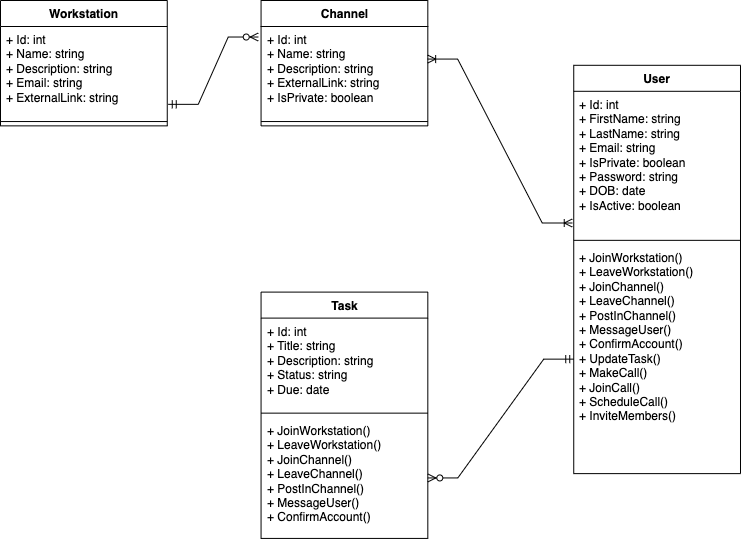 Workstation
+ Id: int
+ Name: string
+ Description: string
+ Email: string
+ ExternalLink: string
Channel
+ Id: int
+ Name: string
+ Description: string
+ ExternalLink: string
+ IsPrivate: boolean
User
+ Id: int
+ FirstName: string
+ LastName: string
+ Email: string
+ IsPrivate: boolean
+ Password: string
+ DOB: date
+ IsActive: boolean
+ JoinWorkstation()
+ LeaveWorkstation()
+ JoinChannel()
+ LeaveChannel()
+ PostInChannel()
+ MessageUser()
+ ConfirmAccount()
+ UpdateTask()
+ MakeCall()
+ JoinCall()
+ ScheduleCall()
+ InviteMembers()
Task
+ Id: int
+ Title: string
+ Description: string
+ Status: string
+ Due: date
+ JoinWorkstation()
+ LeaveWorkstation()
+ JoinChannel()
+ LeaveChannel()
+ PostInChannel()
+ MessageUser()
+ ConfirmAccount()